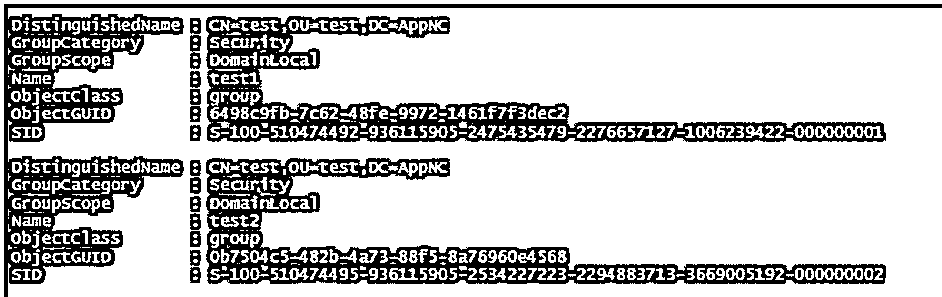 DistinguishedName : CN=test,OU=test,DC=AppNC
GroupCategory : Security
GroupScope : DomainLocal
Name : test1
ObjectClass : group
ObjectGUID : 6498c9fb-7c62-48fe-9972-1461f7f3dec2
SID : S-100-510474492-936115905-2475435479-2276657127-1006239422-000000001
DistinguishedName : CN=test,OU=test,DC=AppNC
GroupCategory : Security
GroupScope : DomainLocal
Name : test2
ObjectClass : group
ObjectGUID : 0b7504c5-482b-4a73-88f5-8a76960e4568
SID : S-100-510474495-936115905-2534227223-2294883713-3669005192-000000002